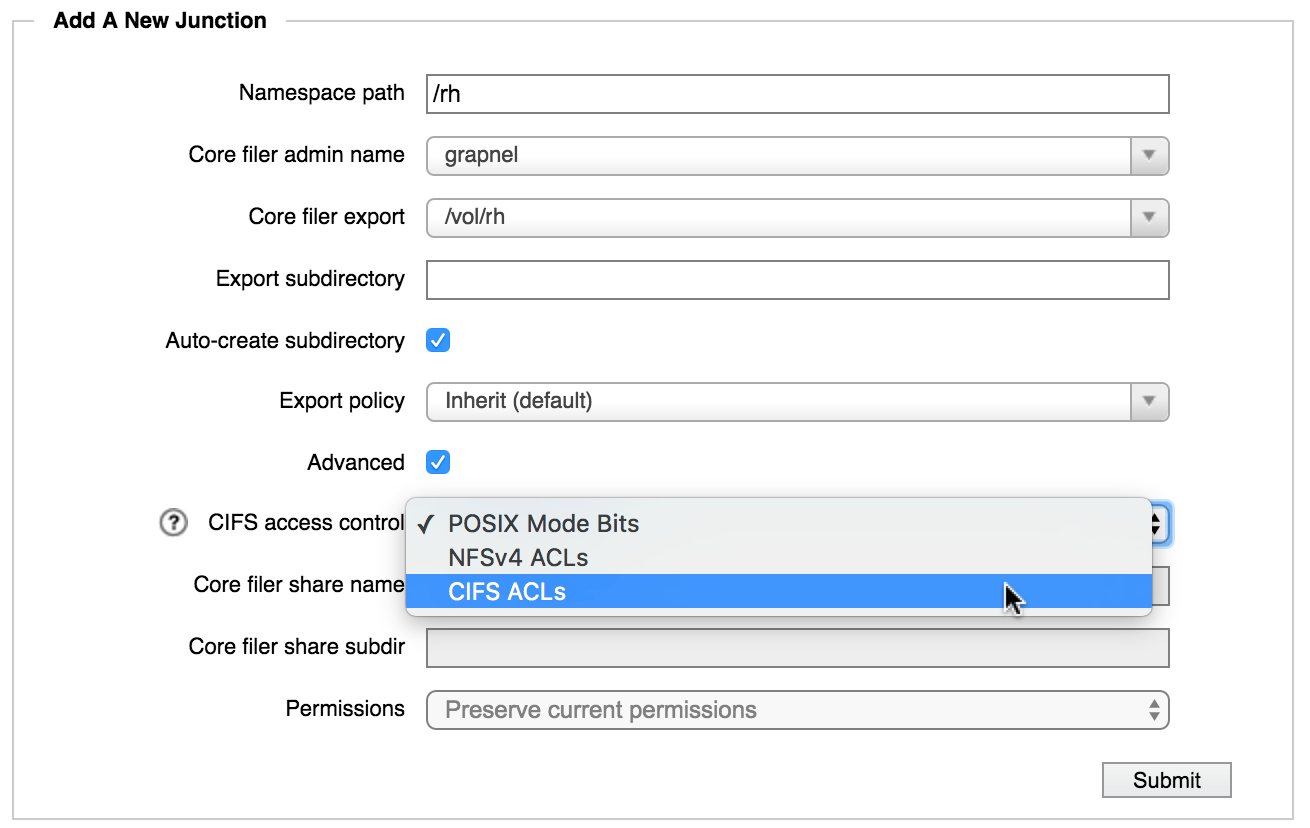 Add A New Junction
Namespace path /rh
Core filer admin name grapnel
Core filer export /vol/rh
Export subdirectory
Auto-create subdirectory
Export policy Inherit (default)
Advanced
? CIFS access control ✓ POSIX Mode Bits
NFSv4 ACLs
Core filer share name CIFS ACLs
Core filer share subdir
Permissions Preserve current permissions
Submit